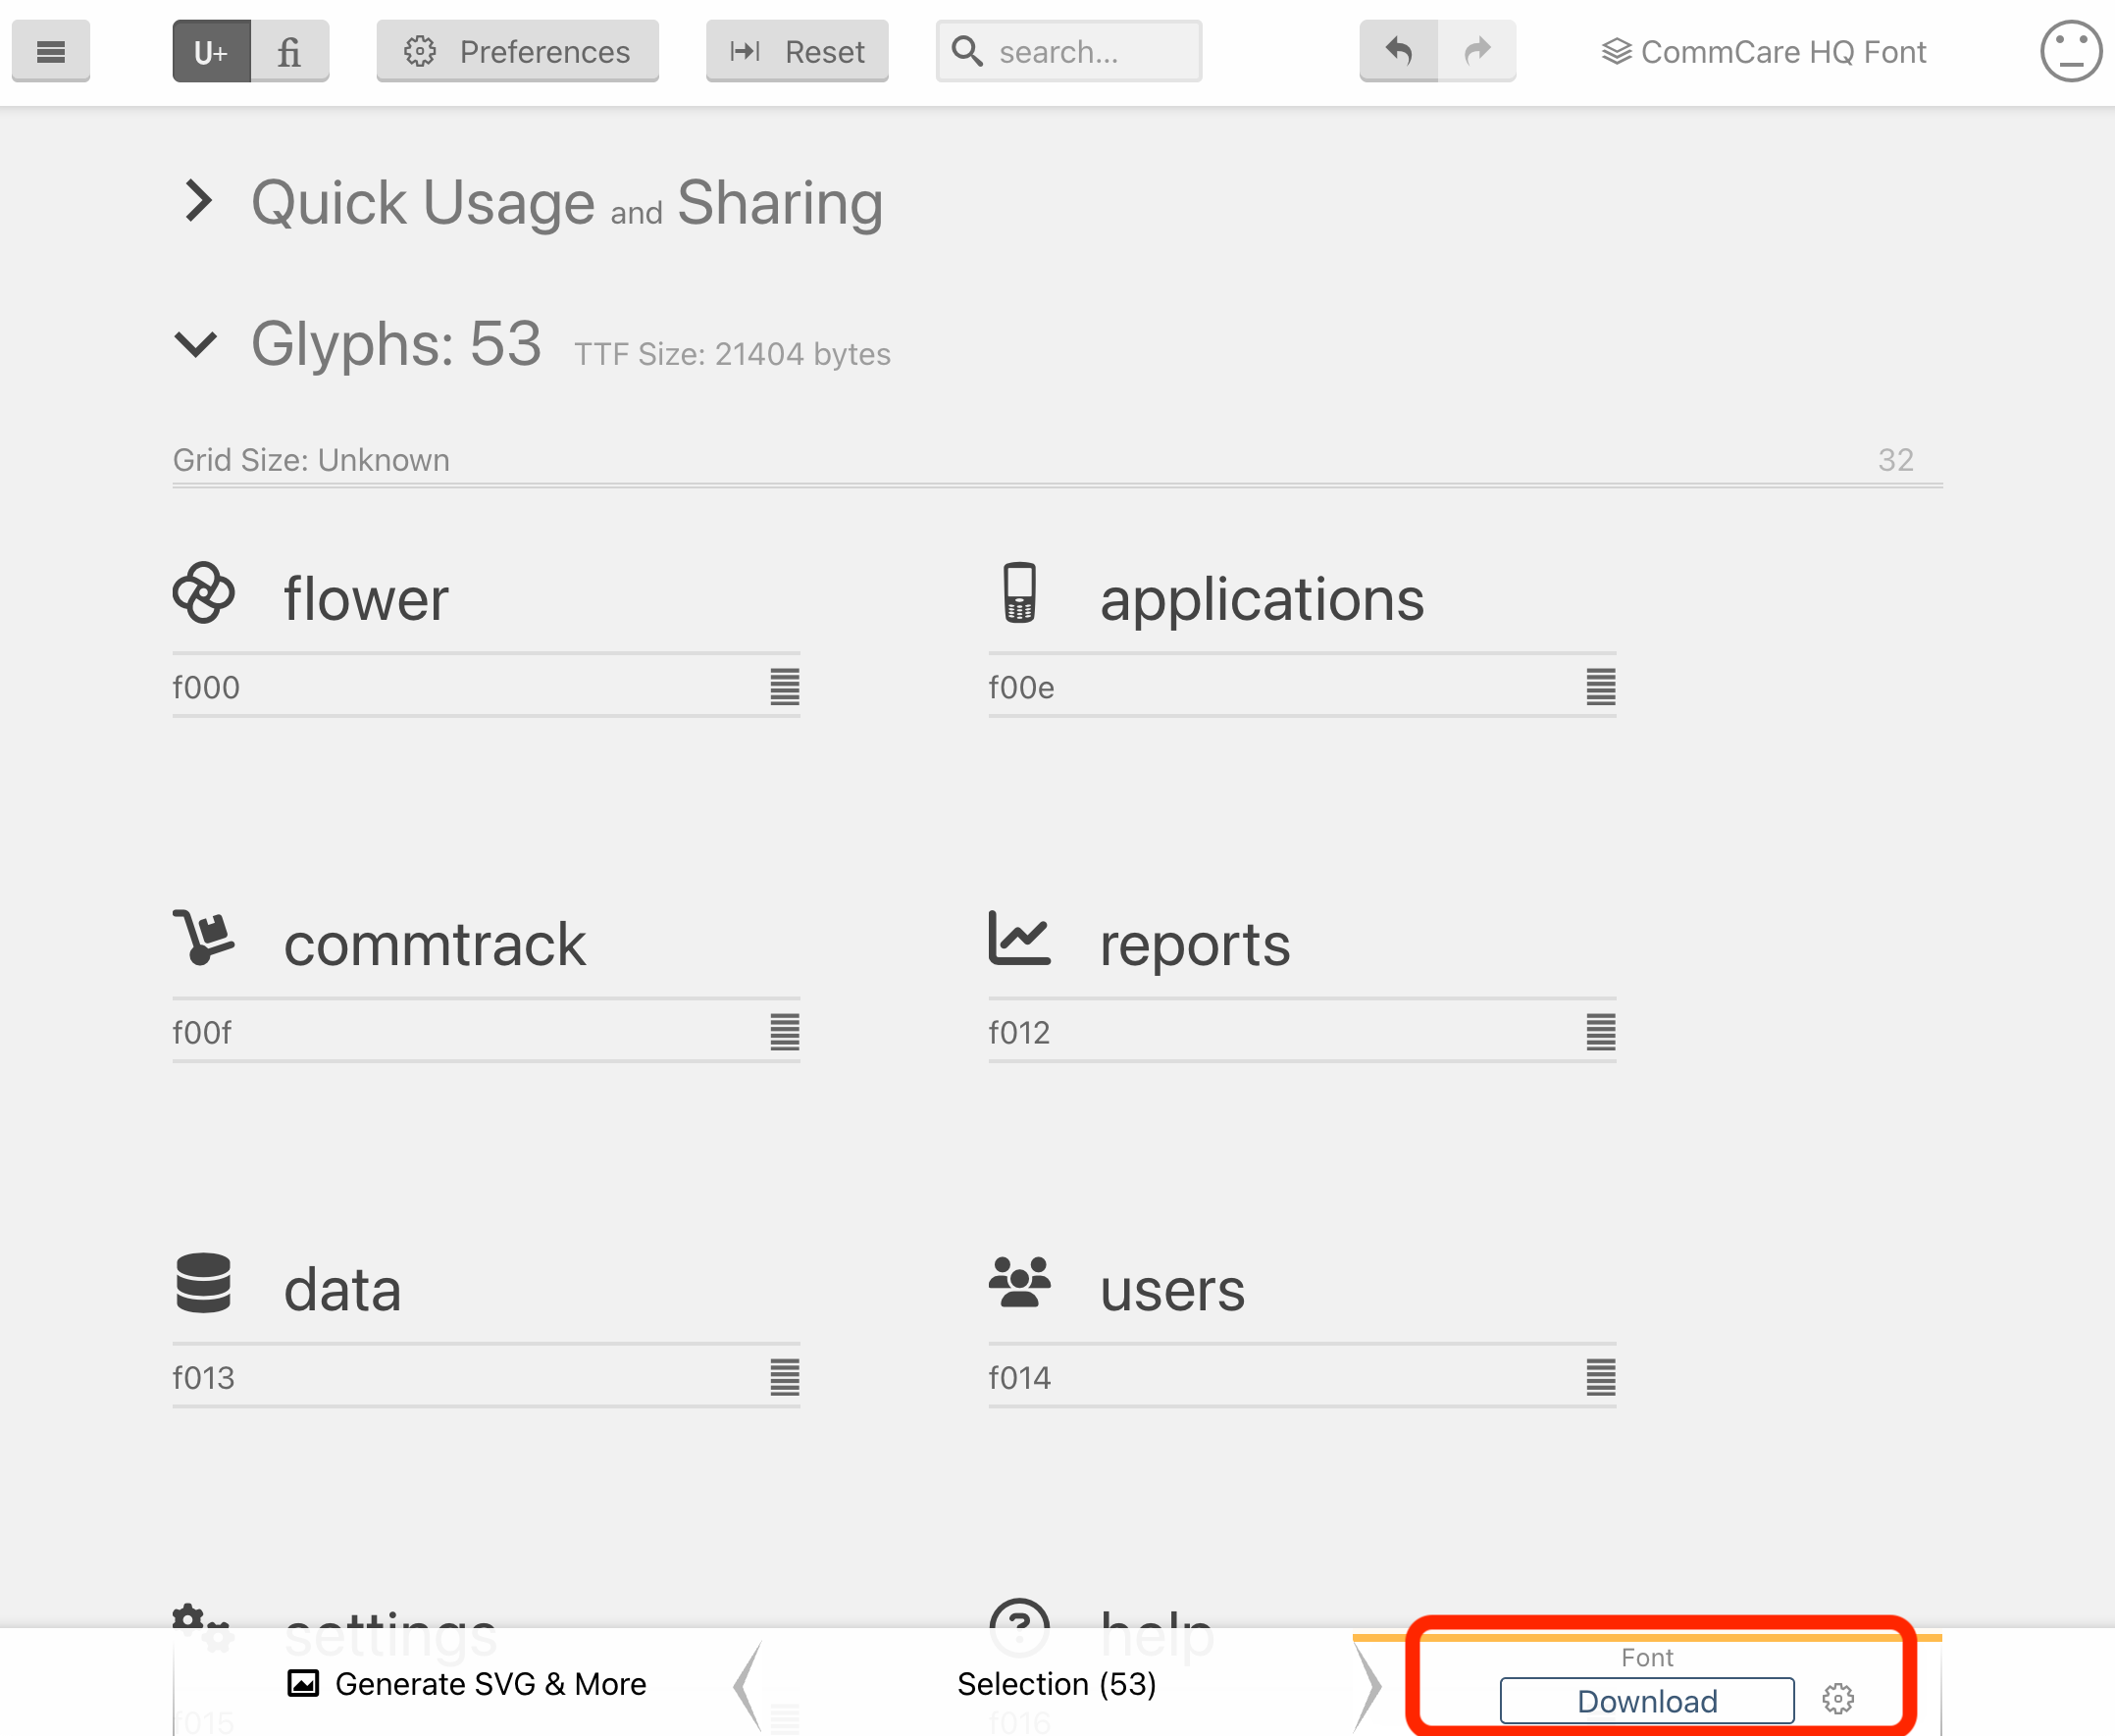 U+ fi Preferences Reset search... CommCare HQ Font
Quick Usage and Sharing
Glyphs: 53 TTF Size: 21404 bytes
Grid Size: Unknown 32
flower applications
f000 f00e
commtrack reports
f00f f012
data users
f013 f014
settings help
Font
Generate SVG & More Selection (53)
Download
f015 f016